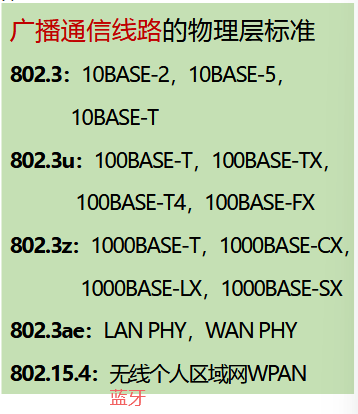 广播通信线路的物理层标准
802.3：10BASE-2，10BASE-5，
10BASE-T
802.3u：100BASE-T，100BASE-TX，
100BASE-T4，100BASE-FX
802.3z：1000BASE-T，1000BASE-CX，
1000BASE-LX，1000BASE-SX
802.3ae：LAN PHY，WAN PHY
802.15.4：无线个人区域网WPAN
蓝牙